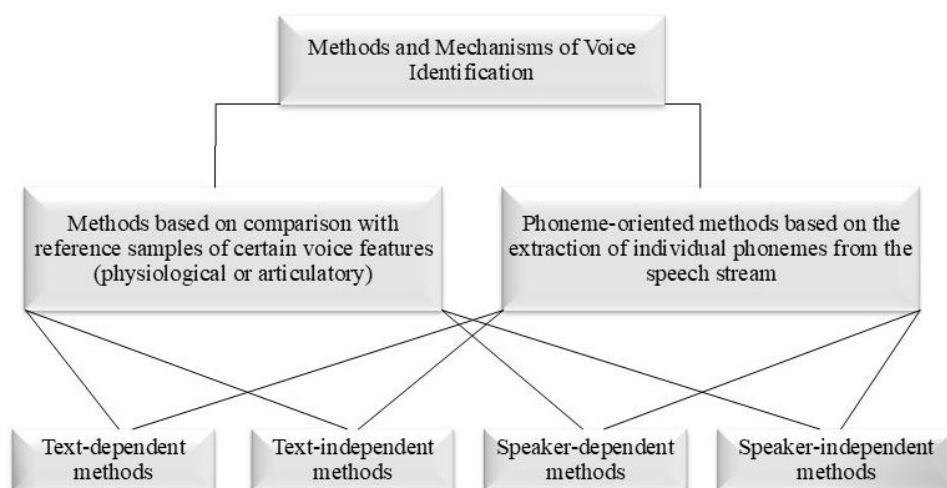 Methods and Mechanisms of Voice
Identification
Methods based on comparison with
reference samples of certain voice features
(physiological or articulatory)
Phoneme-oriented methods based on the
extraction of individual phonemes from the
speech stream
Text-dependent
methods
Text-independent
methods
Speaker-dependent
methods
Speaker-independent
methods